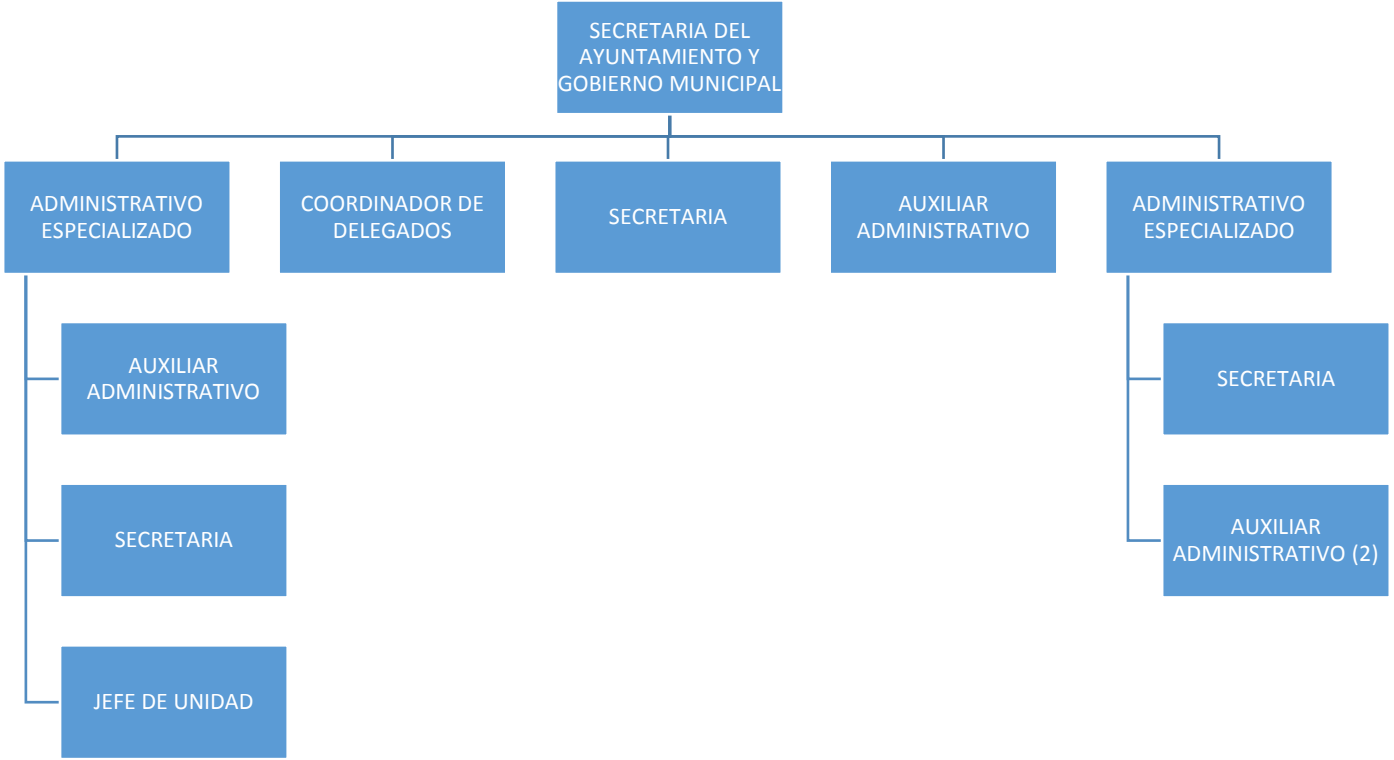 SECRETARIA DEL
AYUNTAMIENTO Y
GOBIERNO MUNICIPAL
ADMINISTRATIVO
ESPECIALIZADO
COORDINADOR DE
DELEGADOS
SECRETARIA
AUXILIAR
ADMINISTRATIVO
ADMINISTRATIVO
ESPECIALIZADO
AUXILIAR
ADMINISTRATIVO
SECRETARIA
JEFE DE UNIDAD
SECRETARIA
AUXILIAR
ADMINISTRATIVO (2)